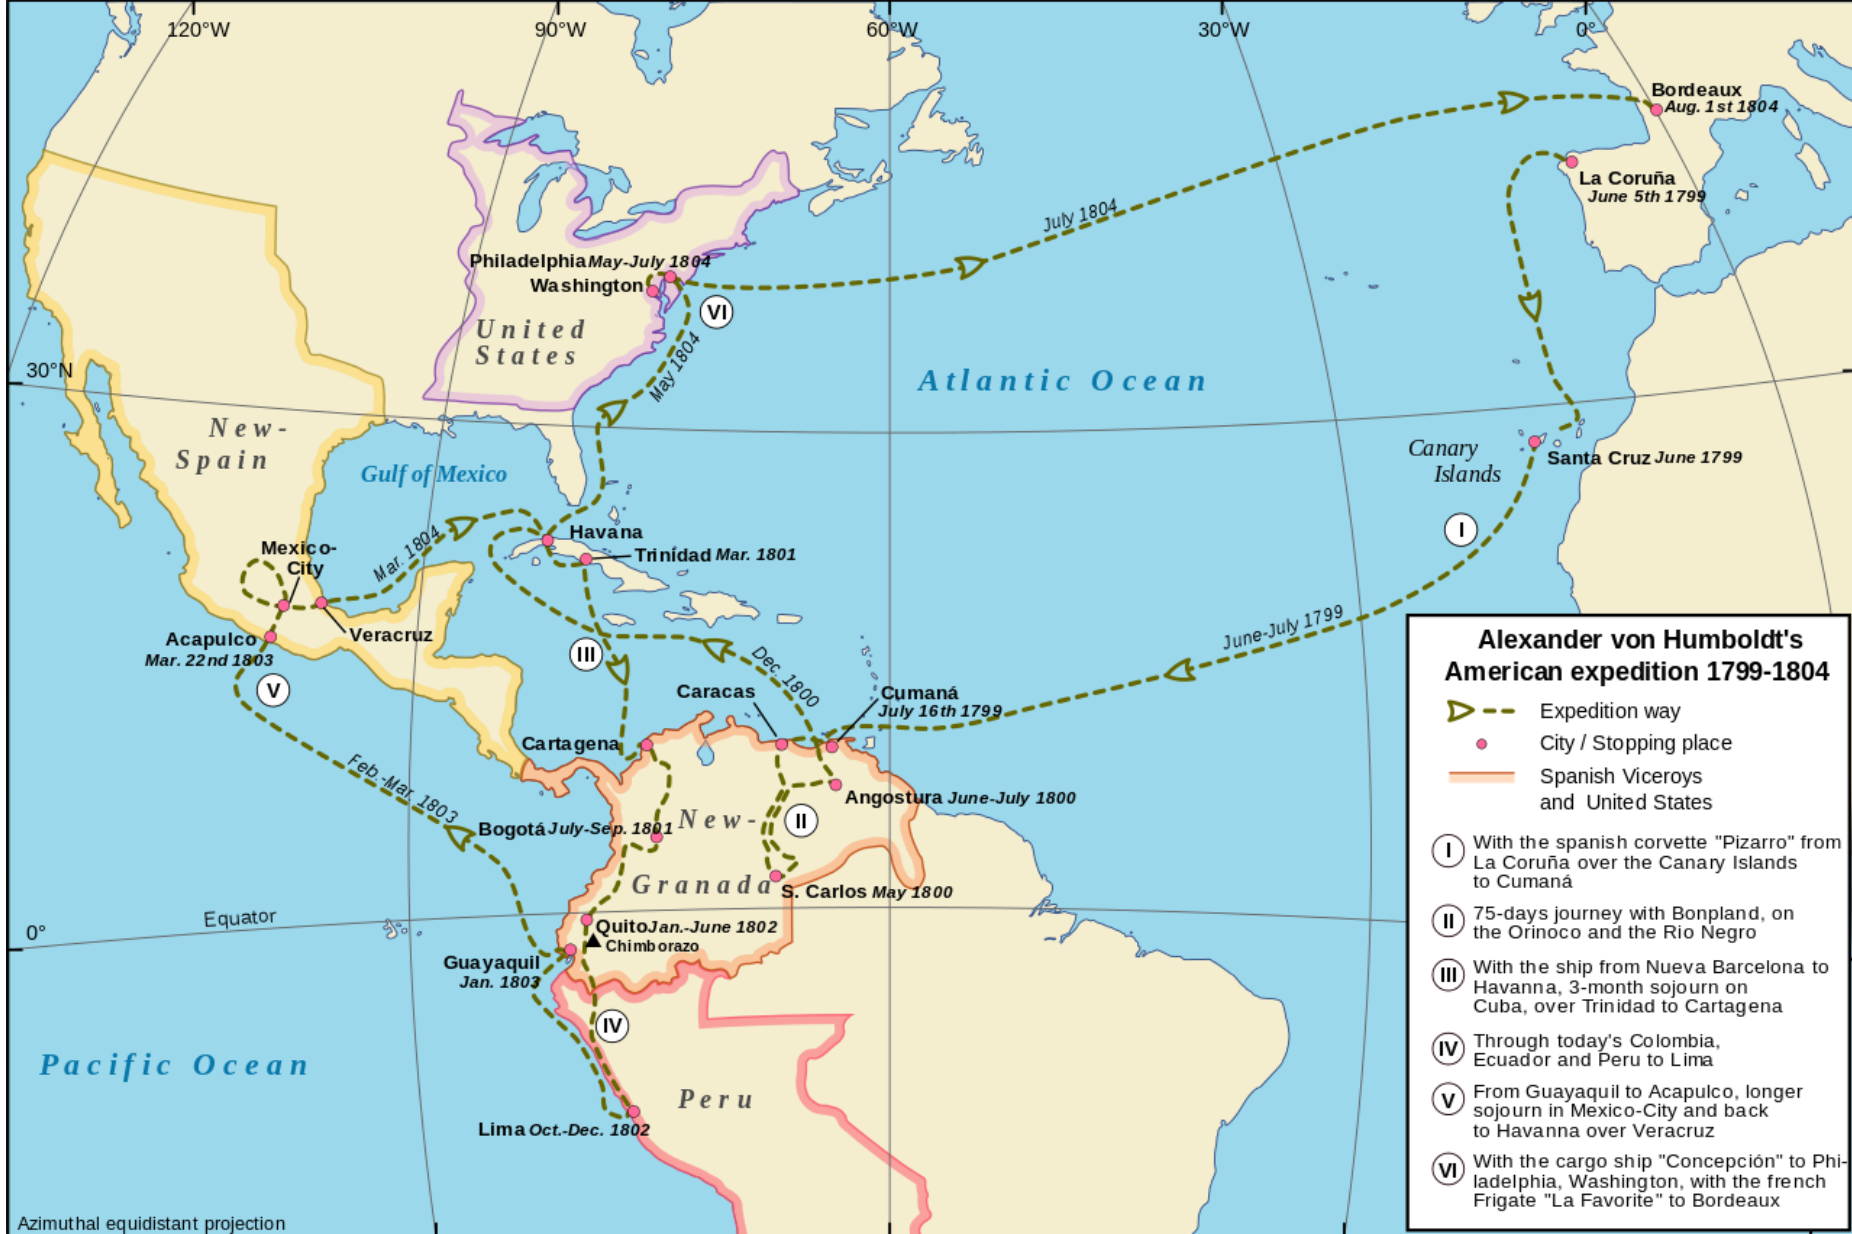 120°W
90°W
60°W
30°W
0°
Bordeaux
Aug. 1st 1804
La Coruña
June 5th 1799
July 1804
Philadelphia May-July 1804
Washington
VI
United
States
May 1804
30°N
Atlantic Ocean
New-
Spain
Gulf of Mexico
Canary
Islands
Santa Cruz June 1799
I
Mar. 1804
Havana
Trinídad Mar. 1801
Mexico-
City
Veracruz
Acapulco
Mar. 22nd 1803
V
III
June-July 1799
Dec. 1800
Caracas
Cumaná
July 16th 1799
Cartagena
Feb.-Mar. 1803
Angostura June-July 1800
New-
II
Bogotá July-Sep. 1801
Granada
S. Carlos May 1800
Equator
0°
Quito Jan.-June 1802
Chimborazo
Guayaquil
Jan. 1803
IV
Pacific Ocean
Peru
Lima Oct.-Dec. 1802
Azimuthal equidistant projection
Alexander von Humboldt's
American expedition 1799-1804
Expedition way
City / Stopping place
Spanish Viceroys
and United States
I With the spanish corvette "Pizarro" from
La Coruña over the Canary Islands
to Cumaná
II 75-days journey with Bonpland, on
the Orinoco and the Rio Negro
III With the ship from Nueva Barcelona to
Havanna, 3-month sojourn on
Cuba, over Trinidad to Cartagena
IV Through today's Colombia,
Ecuador and Peru to Lima
V From Guayaquil to Acapulco, longer
sojourn in Mexico-City and back
to Havanna over Veracruz
VI With the cargo ship "Concepción" to Phi-
ladelphia, Washington, with the french
Frigate "La Favorite" to Bordeaux